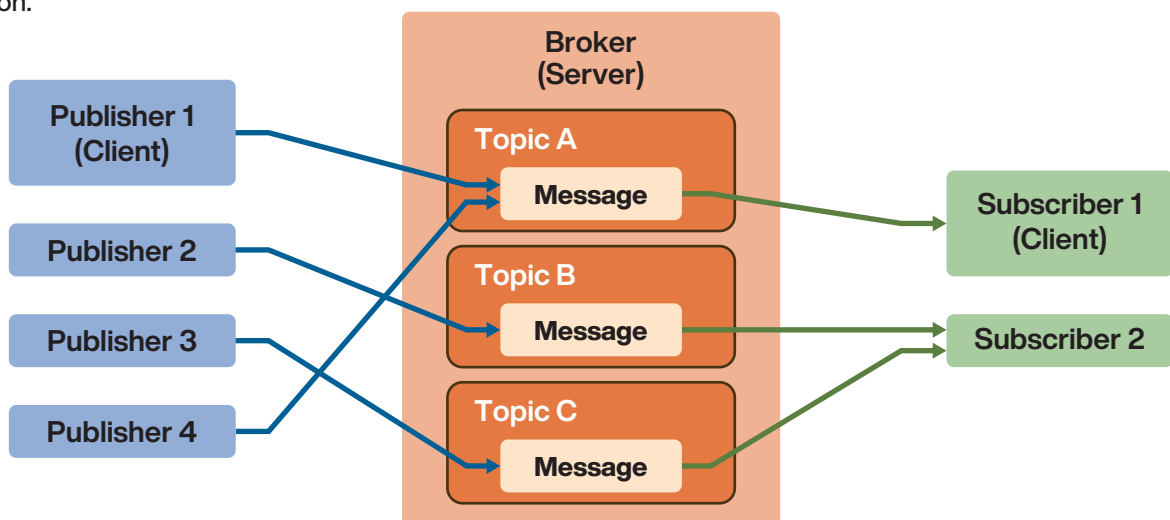 on.
Broker
(Server)
Publisher 1
(Client)
Publisher 2
Publisher 3
Publisher 4
Topic A
Message
Topic B
Message
Topic C
Message
Subscriber 1
(Client)
Subscriber 2